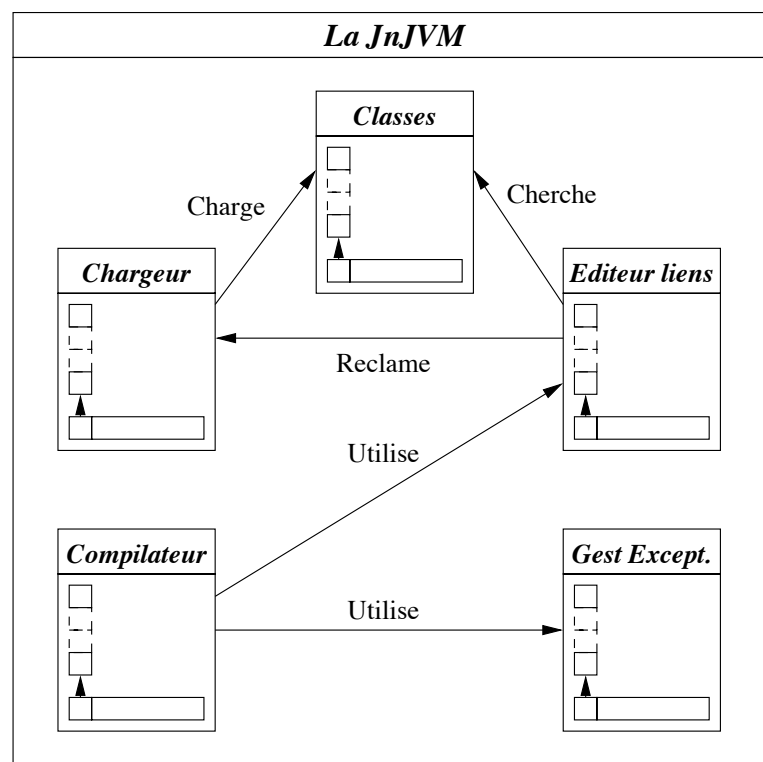 La JnJVM
Classes
Charge
Cherche
Chargeur
Editeur liens
Reclame
Utilise
Compilateur
Gest Except.
Utilise